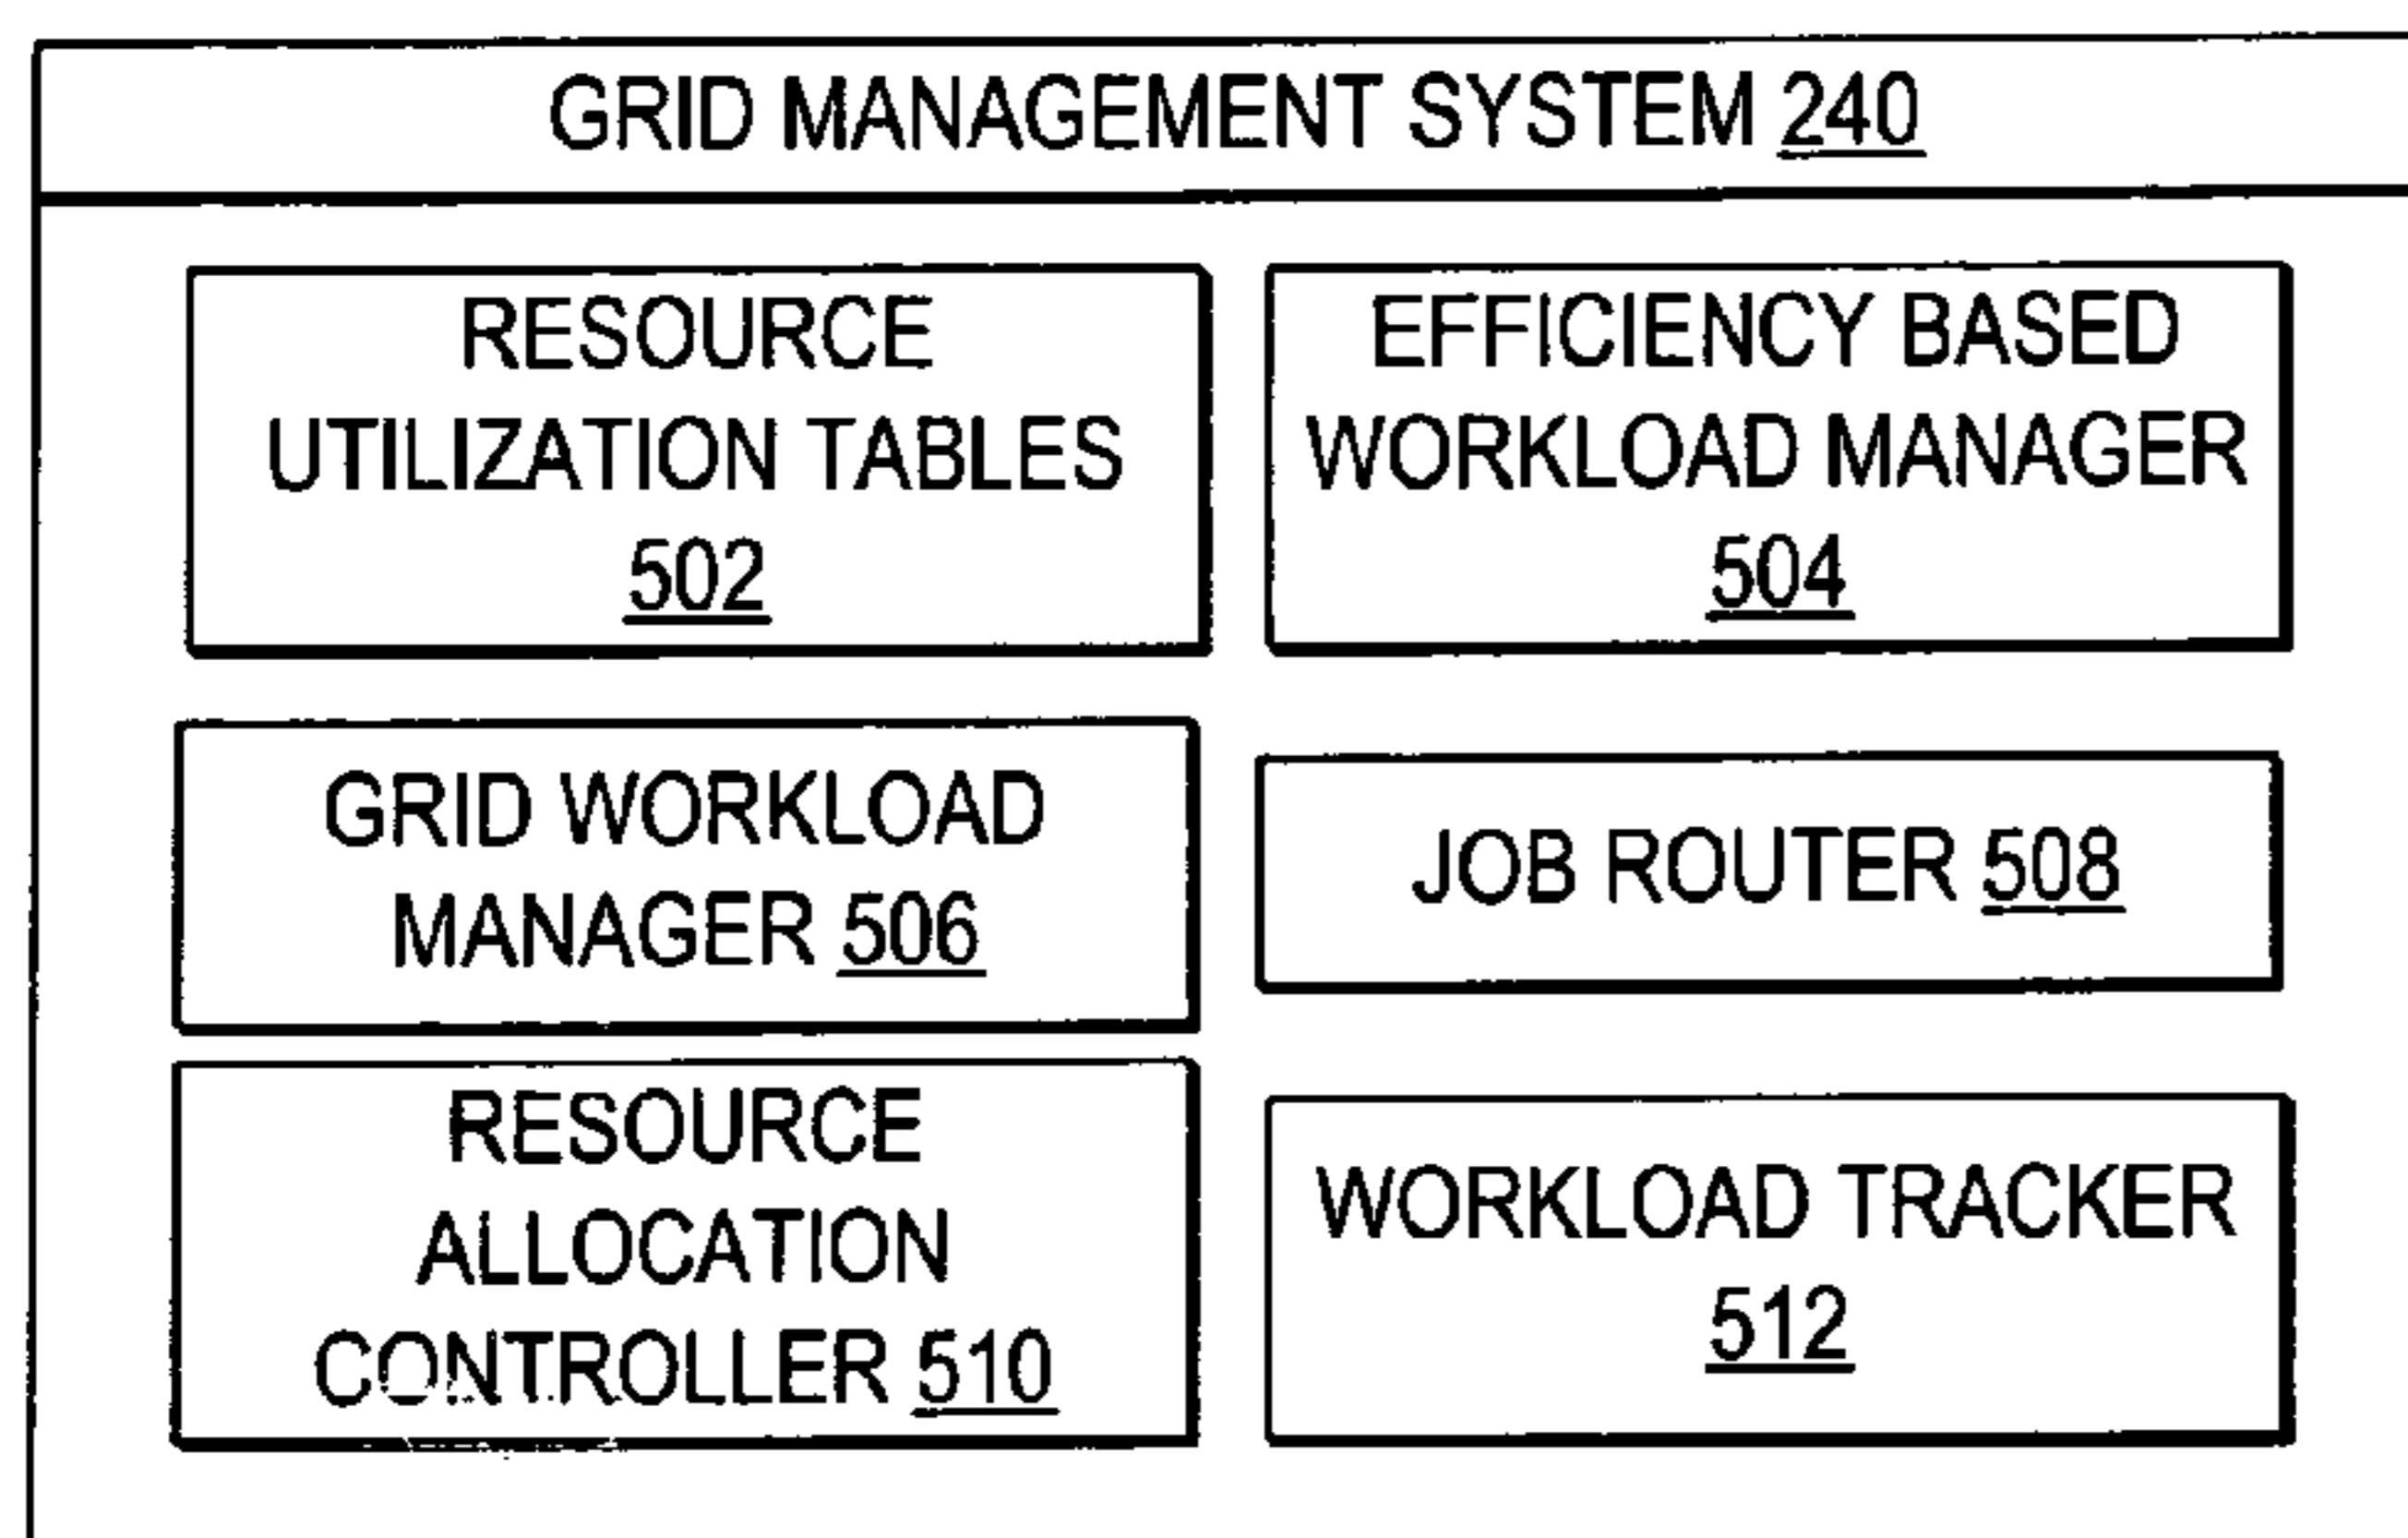 GRID MANAGEMENT SYSTEM 240
RESOURCE
UTILIZATION TABLES
502
EFFICIENCY BASED
WORKLOAD MANAGER
504
GRID WORKLOAD
MANAGER 506
JOB ROUTER 508
RESOURCE
ALLOCATION
CONTROLLER 510
WORKLOAD TRACKER
512